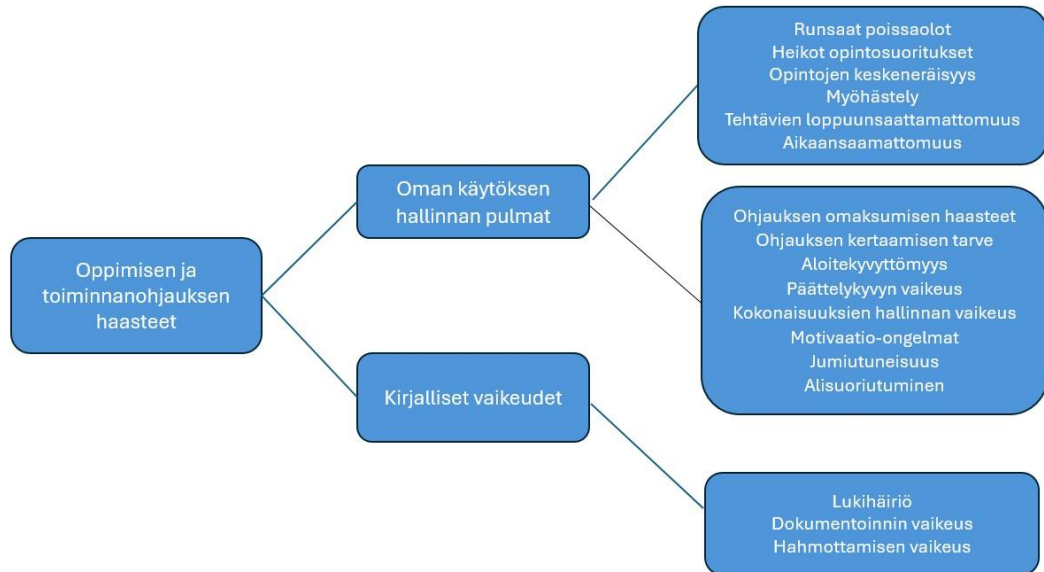 Oppimisen ja
toiminnanohjauksen
haasteet
Oman käytöksen
hallinnan pulmat
Kirjalliset vaikeudet
Runsaat poissaolot
Heikot opintosuoritukset
Opintojen keskeneräisyys
Myöhästely
Tehtävien loppuunsaattamattomuus
Aikaansaamattomuus
Ohjauksen omaksumisen haasteet
Ohjauksen kertaamisen tarve
Aloitekyvyttömyys
Päättelykyvyn vaikeus
Kokonaisuuksien hallinnan vaikeus
Motivaatio-ongelmat
Jumiutuneisuus
Alisuoriutuminen
Lukihäiriö
Dokumentoinnin vaikeus
Hahmottamisen vaikeus